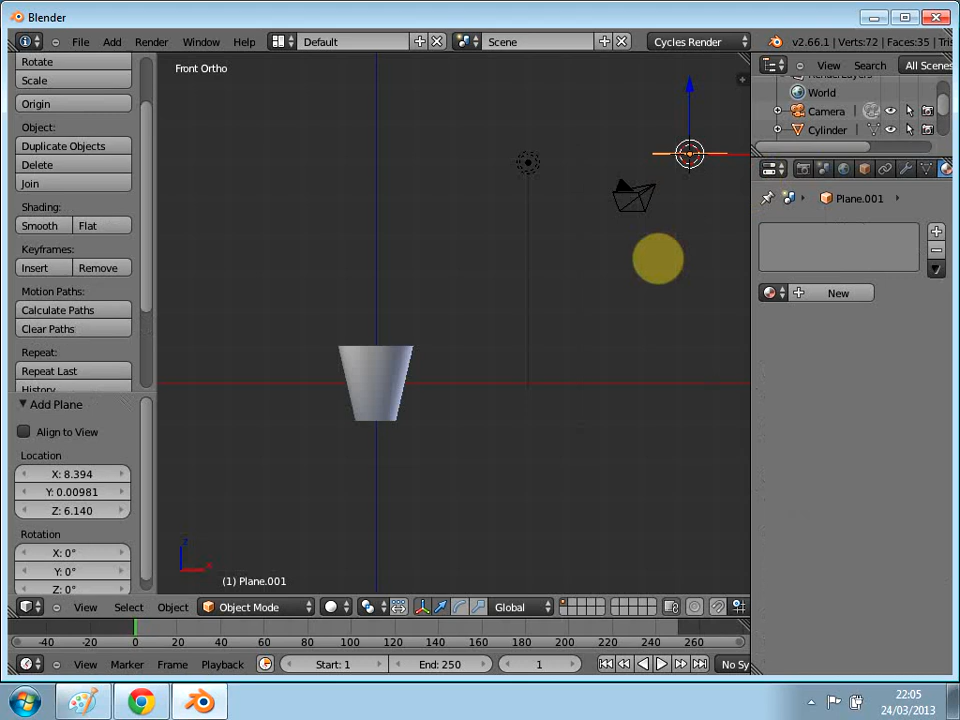 Blender
File Add Render Window Help Default Scene Cycles Render v2.66.1 | Verts:72 | Faces:35 | Tris
Rotate
Scale
Origin
Object:
Duplicate Objects
Delete
Join
Shading:
Smooth Flat
Keyframes:
Insert Remove
Motion Paths:
Calculate Paths
Clear Paths
Repeat:
Repeat Last
History
Add Plane
Align to View
Location
X: 8.394
Y: 0.00981
Z: 6.140
Rotation
X: 0°
Y: 0°
Z: 0°
Front Ortho
z
x
(1) Plane.001
View Search All Scenes
RenderLayers
World
Camera
Cylinder
Plane.001
New
View Select Object Object Mode Global
-40 -20 0 20 40 60 80 100 120 140 160 180 200 220 240 260
View Marker Frame Playback Start: 1 End: 250 1 No Sy
22:05
24/03/2013